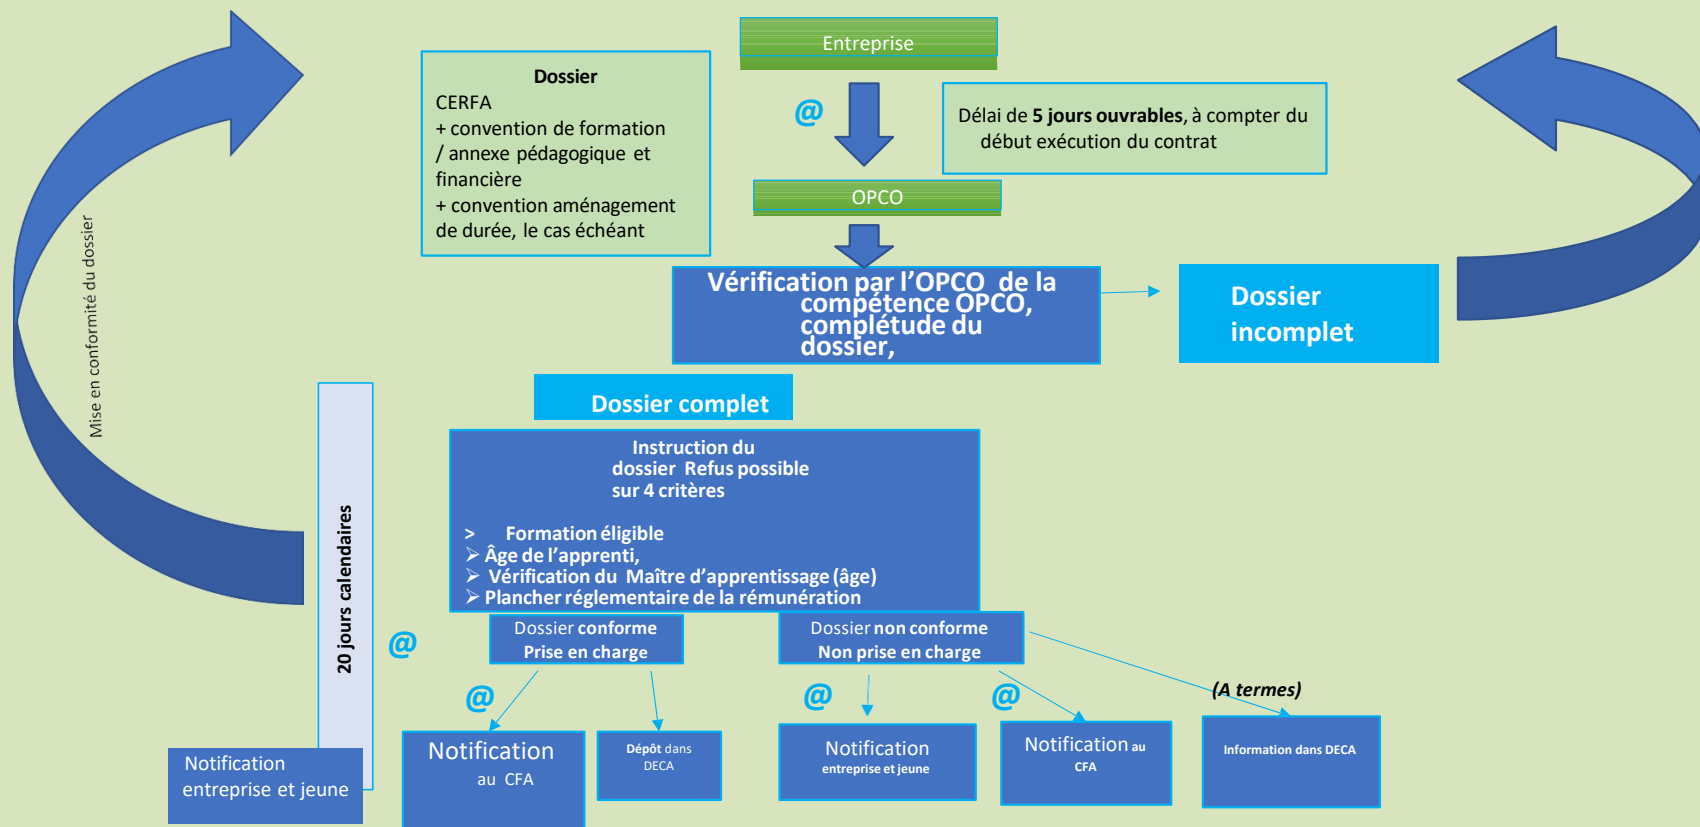 Entreprise
Dossier
CERFA
+ convention de formation
/ annexe pédagogique et
financière
+ convention aménagement
de durée, le cas échéant
@
Délai de 5 jours ouvrables, à compter du
début exécution du contrat
OPCO
Mise en conformité du dossier
Vérification par l’OPCO de la
compétence OPCO,
complétude du
dossier,
Dossier
incomplet
Dossier complet
Instruction du
dossier Refus possible
sur 4 critères
> Formation éligible
➢ Âge de l’apprenti,
➢ Vérification du Maître d’apprentissage (âge)
➢ Plancher réglementaire de la rémunération
20 jours calendaires
@
Dossier conforme
Prise en charge
Dossier non conforme
Non prise en charge
@
@
@
(A termes)
Notification
entreprise et jeune
Notification
au CFA
Dépôt dans
DECA
Notification
entreprise et jeune
Notification au
CFA
Information dans DECA